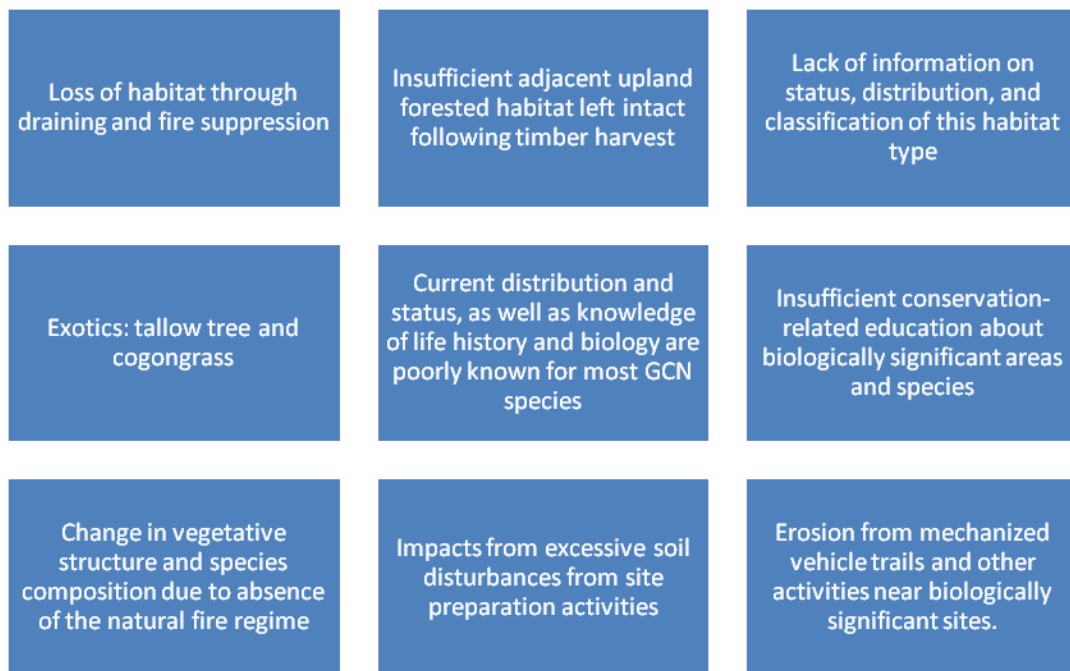 Loss of habitat through
draining and fire suppression
Insufficient adjacent upland
forested habitat left intact
following timber harvest
Lack of information on
status, distribution, and
classification of this habitat
type
Exotics: tallow tree and
cogongrass
Current distribution and
status, as well as knowledge
of life history and biology are
poorly known for most GCN
species
Insufficient conservation-
related education about
biologically significant areas
and species
Change in vegetative
structure and species
composition due to absence
of the natural fire regime
Impacts from excessive soil
disturbances from site
preparation activities
Erosion from mechanized
vehicle trails and other
activities near biologically
significant sites.